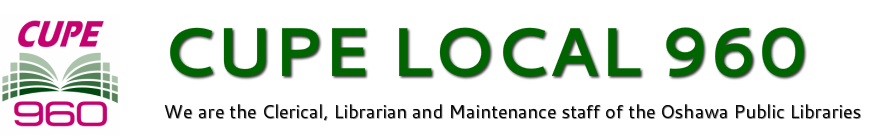 CUPE
960
CUPE LOCAL 960
We are the Clerical, Librarian and Maintenance staff of the Oshawa Public Libraries